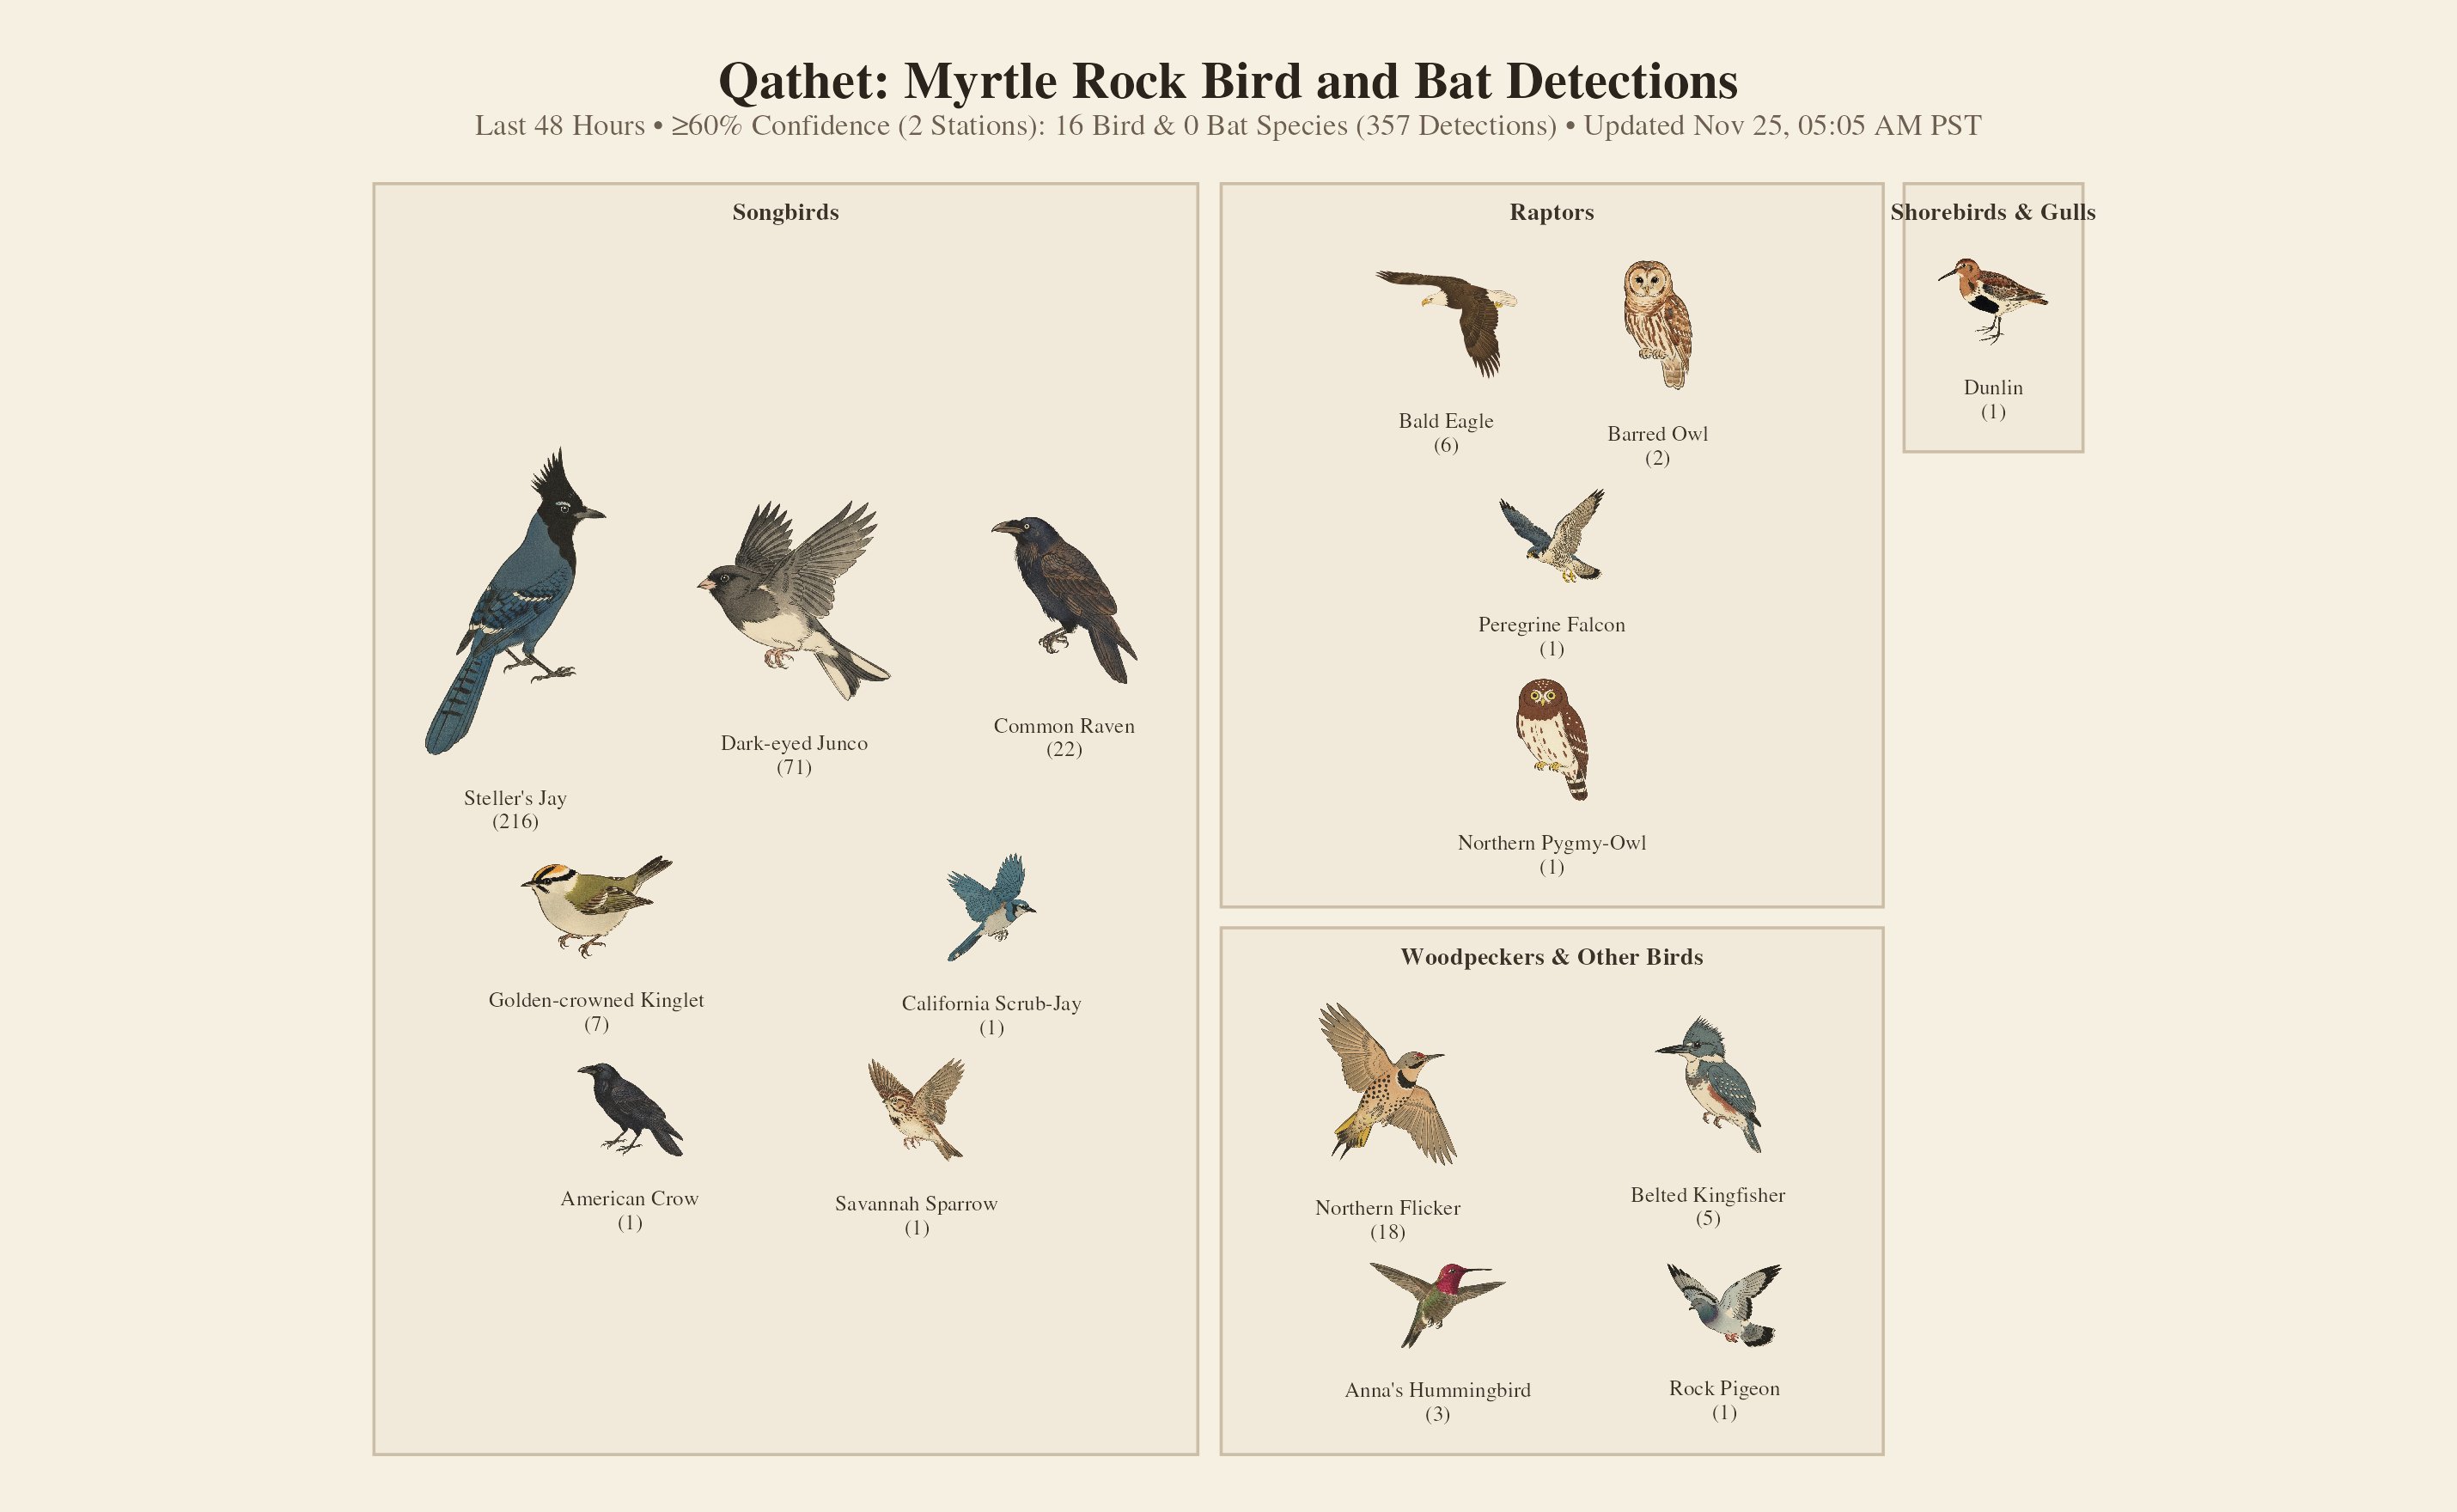 Qathet: Myrtle Rock Bird and Bat Detections
Last 48 Hours • ≥60% Confidence (2 Stations): 16 Bird & 0 Bat Species (357 Detections) • Updated Nov 25, 05:05 AM PST
Songbirds
Steller's Jay
(216)
Dark-eyed Junco
(71)
Common Raven
(22)
Golden-crowned Kinglet
(7)
California Scrub-Jay
(1)
American Crow
(1)
Savannah Sparrow
(1)
Raptors
Bald Eagle
(6)
Barred Owl
(2)
Peregrine Falcon
(1)
Northern Pygmy-Owl
(1)
Woodpeckers & Other Birds
Northern Flicker
(18)
Belted Kingfisher
(5)
Anna's Hummingbird
(3)
Rock Pigeon
(1)
Shorebirds & Gulls
Dunlin
(1)